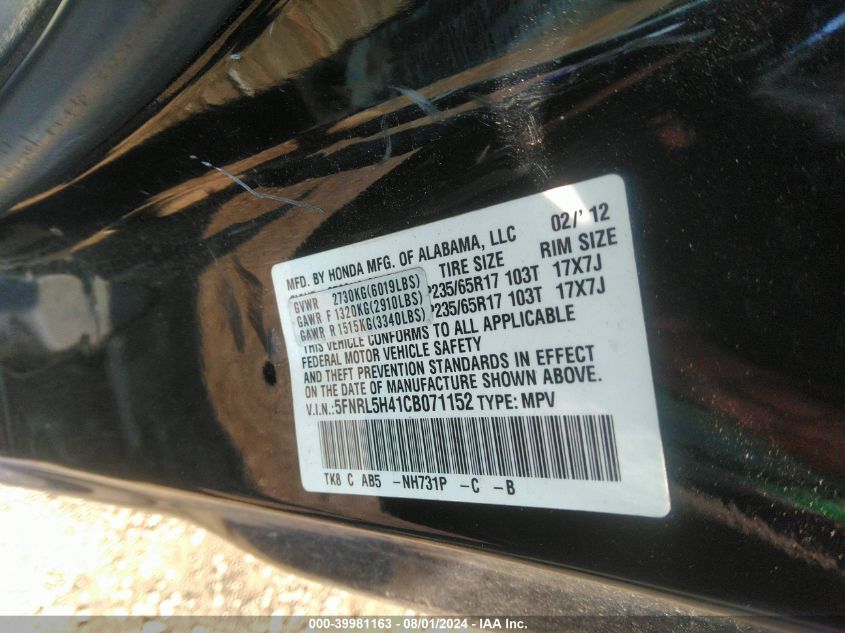 MFD. BY HONDA MFG. OF ALABAMA, LLC 02/'12
TIRE SIZE RIM SIZE
GVWR 2730KG(6019LBS)
GAWR F 1320KG(2910LBS) P235/65R17 103T 17X7J
GAWR R 1515KG(3340LBS) P235/65R17 103T 17X7J
THIS VEHICLE CONFORMS TO ALL APPLICABLE
FEDERAL MOTOR VEHICLE SAFETY
AND THEFT PREVENTION STANDARDS IN EFFECT
ON THE DATE OF MANUFACTURE SHOWN ABOVE.
V.I.N.:5FNRL5H41CB071152 TYPE: MPV
TK8 C AB5 -NH731P -C -B
000-39981163 - 08/01/2024 - IAA Inc.